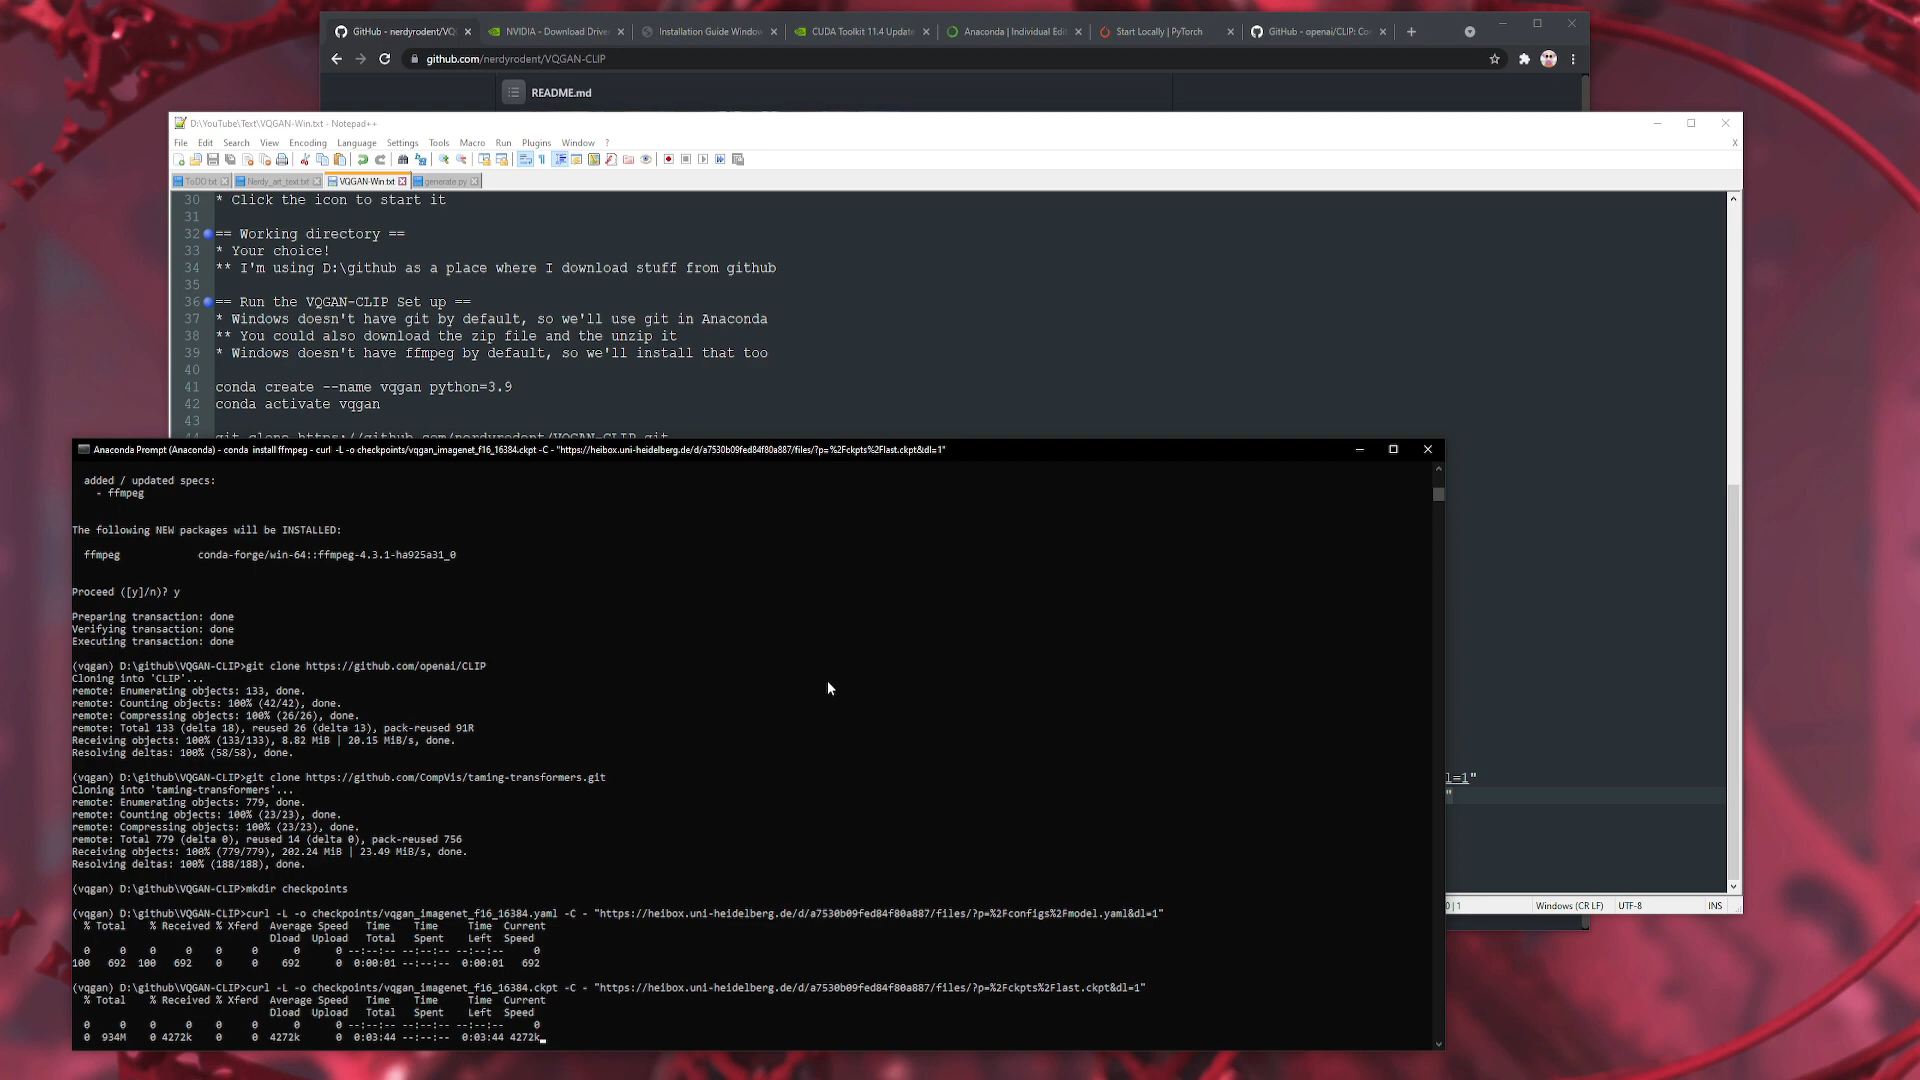 GitHub - nerdyrodent/VQ
NVIDIA - Download Drive
Installation Guide Window
CUDA Toolkit 11.4 Update
Anaconda | Individual Edit
Start Locally | PyTorch
GitHub - openai/CLIP: Co
github.com/nerdyrodent/VQGAN-CLIP
README.md
D:\YouTube\Text\VQGAN-Win.txt - Notepad++
File Edit Search View Encoding Language Settings Tools Macro Run Plugins Window ?
ToDO.txt Nerdy_art_text.txt VQGAN-Win.txt generate.py
30 * Click the icon to start it
31
32 == Working directory ==
33 * Your choice!
34 ** I'm using D:\github as a place where I download stuff from github
35
36 == Run the VQGAN-CLIP Set up ==
37 * Windows doesn't have git by default, so we'll use git in Anaconda
38 ** You could also download the zip file and the unzip it
39 * Windows doesn't have ffmpeg by default, so we'll install that too
40
41 conda create --name vqgan python=3.9
42 conda activate vqgan
43
44 git clone https://github.com/nerdyrodent/VQGAN-CLIP.git
Anaconda Prompt (Anaconda) - conda install ffmpeg - curl -L -o checkpoints/vqgan_imagenet_f16_16384.ckpt -C - "https://heibox.uni-heidelberg.de/d/a7530b09fed84f80a887/files/?p=%2Fckpts%2Flast.ckpt&dl=1"
added / updated specs:
- ffmpeg
The following NEW packages will be INSTALLED:
ffmpeg conda-forge/win-64::ffmpeg-4.3.1-ha925a31_0
Proceed ([y]/n)? y
Preparing transaction: done
Verifying transaction: done
Executing transaction: done
(vqgan) D:\github\VQGAN-CLIP>git clone https://github.com/openai/CLIP
Cloning into 'CLIP'...
remote: Enumerating objects: 133, done.
remote: Counting objects: 100% (42/42), done.
remote: Compressing objects: 100% (26/26), done.
remote: Total 133 (delta 18), reused 26 (delta 13), pack-reused 91R
Receiving objects: 100% (133/133), 8.82 MiB | 20.15 MiB/s, done.
Resolving deltas: 100% (58/58), done.
(vqgan) D:\github\VQGAN-CLIP>git clone https://github.com/CompVis/taming-transformers.git
Cloning into 'taming-transformers'...
remote: Enumerating objects: 779, done.
remote: Counting objects: 100% (23/23), done.
remote: Compressing objects: 100% (23/23), done.
remote: Total 779 (delta 0), reused 14 (delta 0), pack-reused 756
Receiving objects: 100% (779/779), 202.24 MiB | 23.49 MiB/s, done.
Resolving deltas: 100% (188/188), done.
l=1"
"
(vqgan) D:\github\VQGAN-CLIP>mkdir checkpoints
(vqgan) D:\github\VQGAN-CLIP>curl -L -o checkpoints/vqgan_imagenet_f16_16384.yaml -C - "https://heibox.uni-heidelberg.de/d/a7530b09fed84f80a887/files/?p=%2Fconfigs%2Fmodel.yaml&dl=1"
% Total % Received % Xferd Average Speed Time Time Time Current
Dload Upload Total Spent Left Speed
0 0 0 0 0 0 0 0 --:--:-- --:--:-- --:--:-- 0
100 692 100 692 0 0 692 0 0:00:01 --:--:-- 0:00:01 692
(vqgan) D:\github\VQGAN-CLIP>curl -L -o checkpoints/vqgan_imagenet_f16_16384.ckpt -C - "https://heibox.uni-heidelberg.de/d/a7530b09fed84f80a887/files/?p=%2Fckpts%2Flast.ckpt&dl=1"
% Total % Received % Xferd Average Speed Time Time Time Current
Dload Upload Total Spent Left Speed
0 0 0 0 0 0 0 0 --:--:-- --:--:-- --:--:-- 0
0 934M 0 4272k 0 0 4272k 0 0:03:44 --:--:-- 0:03:44 4272k
0 | 1 Windows (CR LF) UTF-8 INS